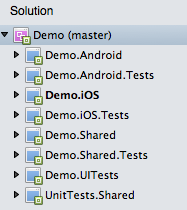 Solution
Demo (master)
Demo.Android
Demo.Android.Tests
Demo.iOS
Demo.iOS.Tests
Demo.Shared
Demo.Shared.Tests
Demo.UITests
UnitTests.Shared